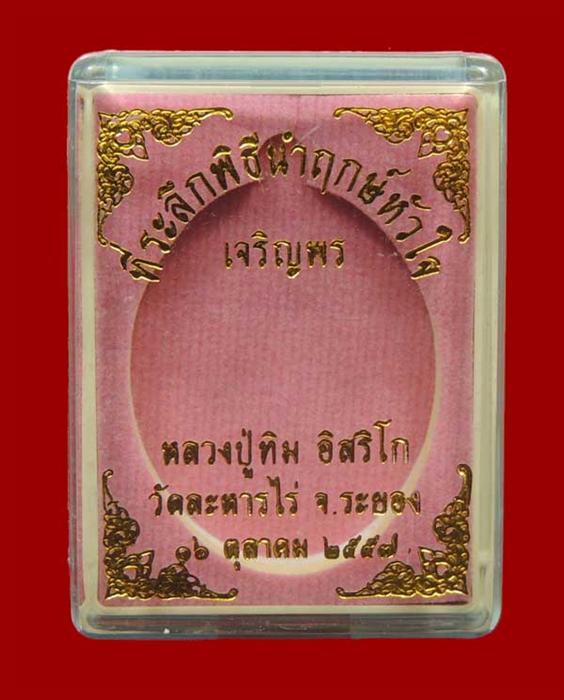 ที่ระลึกพิธีนำฤกษ์หัวใจ
เจริญพร
หลวงปู่ทิม อิสริโก
วัดละหารไร่ จ.ระยอง
๑๖ ตุลาคม ๒๕๕๗